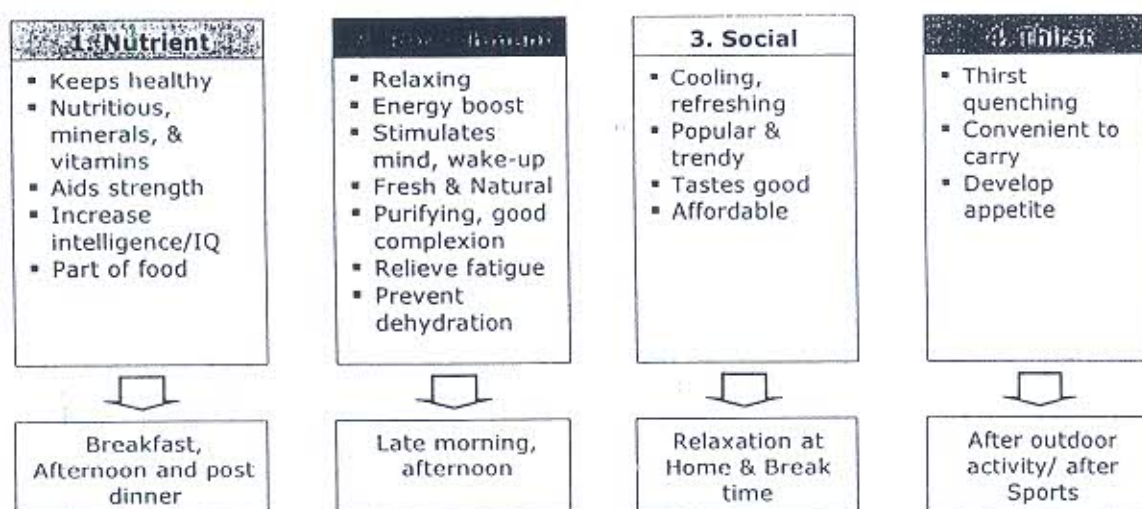 1. Nutrient
▪ Keeps healthy
▪ Nutritious,
minerals, &
vitamins
▪ Aids strength
▪ Increase
intelligence/IQ
▪ Part of food
Breakfast,
Afternoon and post
dinner
▪ Relaxing
▪ Energy boost
▪ Stimulates
mind, wake-up
▪ Fresh & Natural
▪ Purifying, good
complexion
▪ Relieve fatigue
▪ Prevent
dehydration
Late morning,
afternoon
3. Social
▪ Cooling,
refreshing
▪ Popular &
trendy
▪ Tastes good
▪ Affordable
Relaxation at
Home & Break
time
4. Thirst
▪ Thirst
quenching
▪ Convenient to
carry
▪ Develop
appetite
After outdoor
activity/ after
Sports